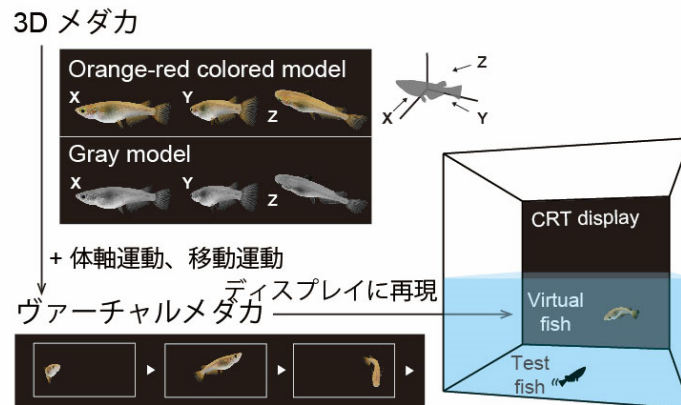 3D メダカ
Orange-red colored model
X Y Z
Gray model
X Y Z
Z
X Y
+ 体軸運動、移動運動
ディスプレイに再現
ヴァーチャルメダカ
CRT display
Virtual
fish
Test
fish